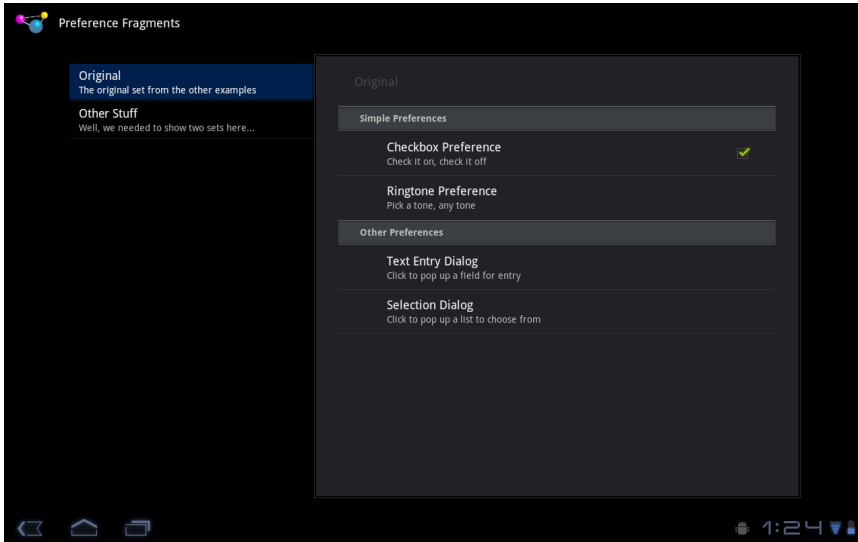 Preference Fragments
Original
The original set from the other examples
Other Stuff
Well, we needed to show two sets here...
Original
Simple Preferences
Checkbox Preference
Check it on, check it off
Ringtone Preference
Pick a tone, any tone
Other Preferences
Text Entry Dialog
Click to pop up a field for entry
Selection Dialog
Click to pop up a list to choose from
1:24